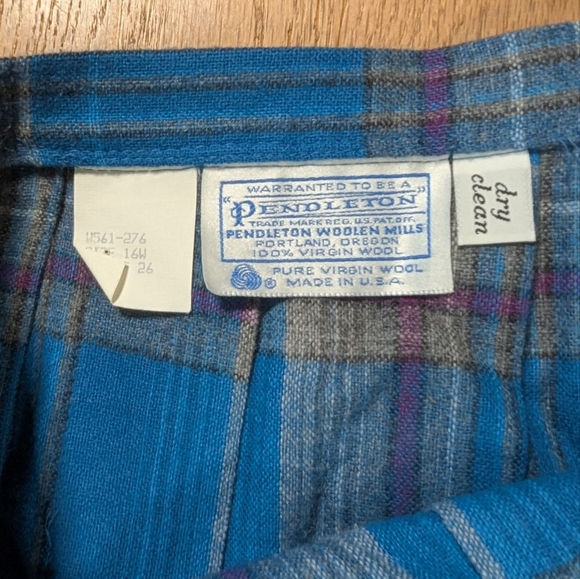 W561-276
SIZE 16W
26
WARRANTED TO BE A
"PENDLETON"
TRADE MARK REG. U.S. PAT. OFF.
PENDLETON WOOLEN MILLS
PORTLAND, OREGON
100% VIRGIN WOOL
PURE VIRGIN WOOL
® MADE IN U.S.A.
dry
clean